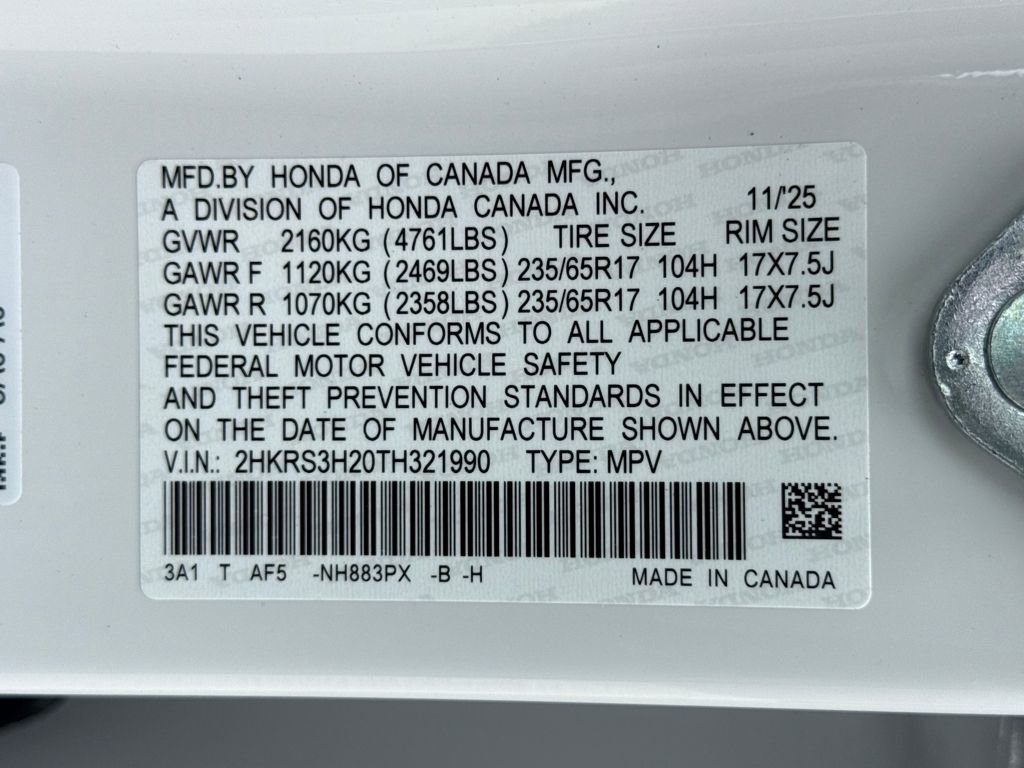 MFD.BY HONDA OF CANADA MFG.,
A DIVISION OF HONDA CANADA INC. 11/'25
GVWR 2160KG (4761LBS) TIRE SIZE RIM SIZE
GAWR F 1120KG (2469LBS) 235/65R17 104H 17X7.5J
GAWR R 1070KG (2358LBS) 235/65R17 104H 17X7.5J
THIS VEHICLE CONFORMS TO ALL APPLICABLE
FEDERAL MOTOR VEHICLE SAFETY
AND THEFT PREVENTION STANDARDS IN EFFECT
ON THE DATE OF MANUFACTURE SHOWN ABOVE.
V.I.N.: 2HKRS3H20TH321990 TYPE: MPV
3A1 T AF5 -NH883PX -B -H MADE IN CANADA